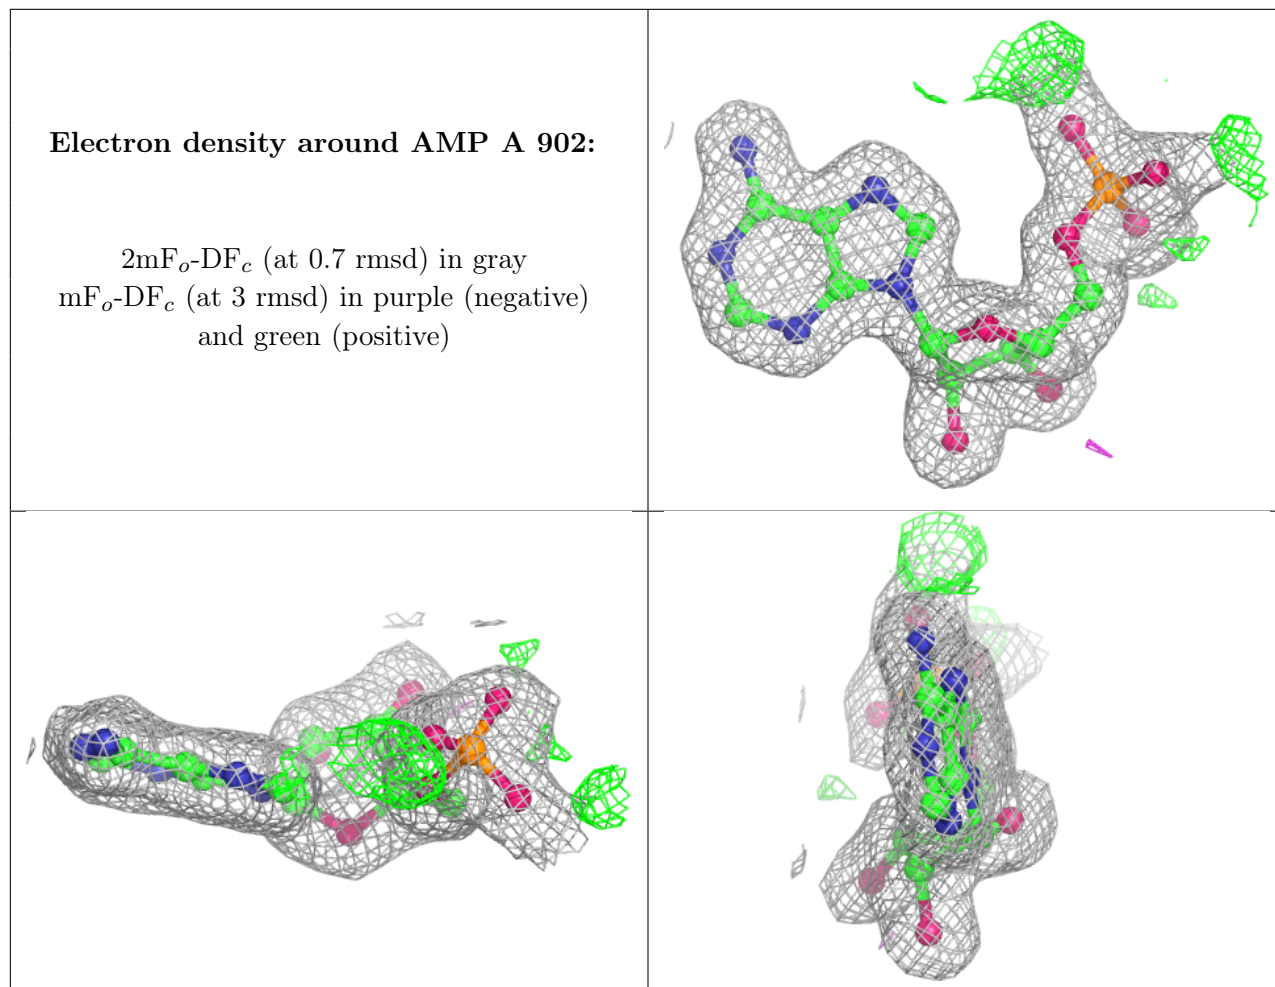 Electron density around AMP A 902:
2mFo-DFc (at 0.7 rmsd) in gray
mFo-DFc (at 3 rmsd) in purple (negative)
and green (positive)